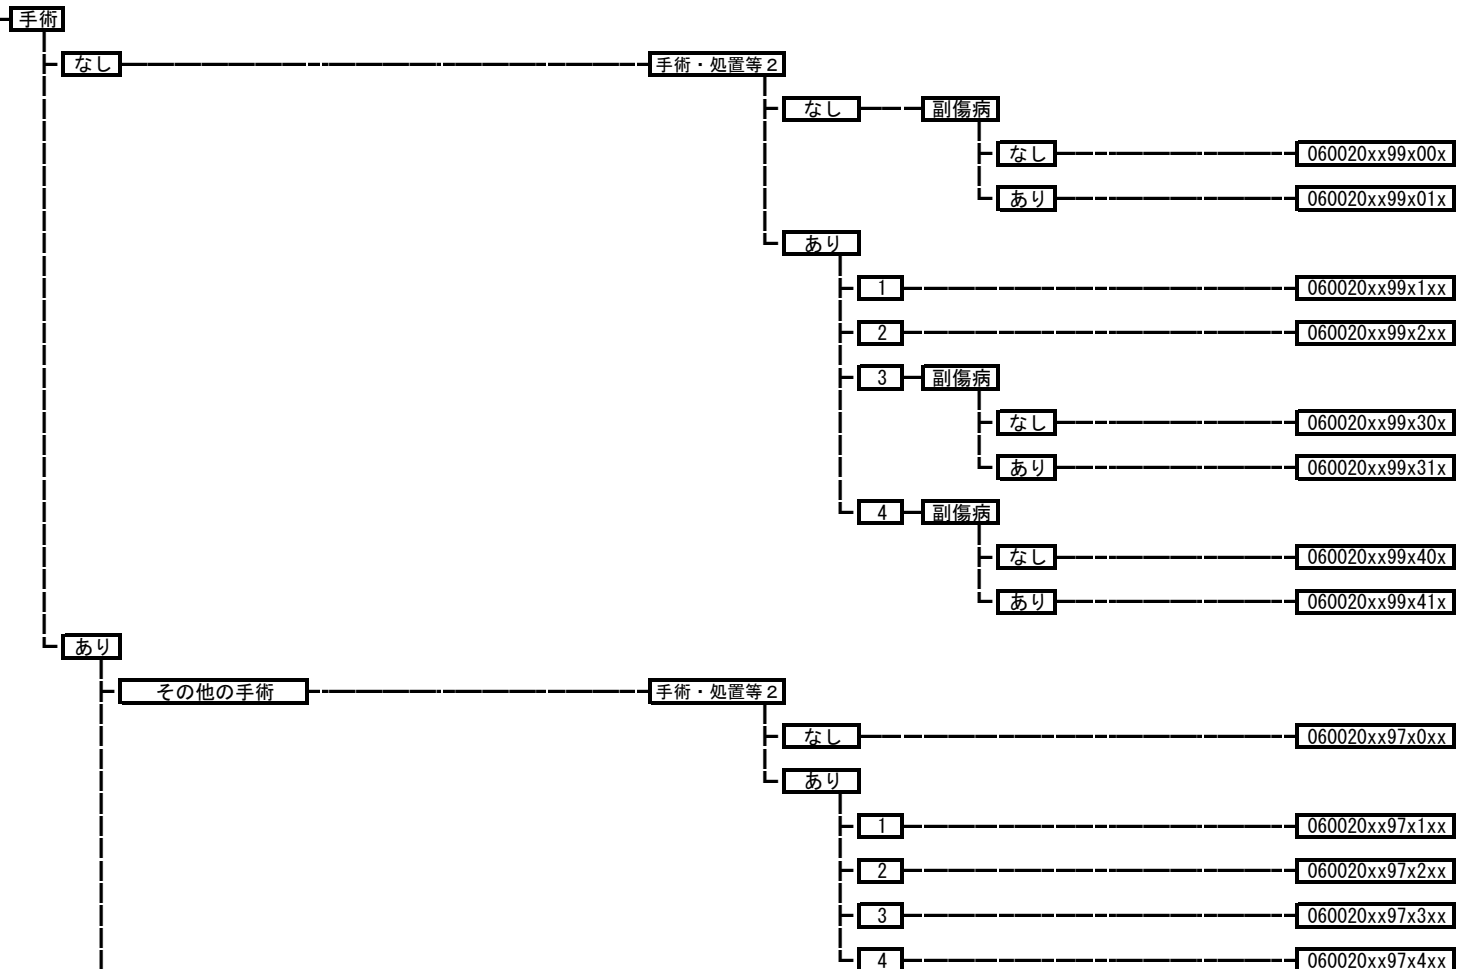 手術
なし 手術・処置等2
なし 副傷病
なし 060020xx99x00x
あり 060020xx99x01x
あり
1 060020xx99x1xx
2 060020xx99x2xx
3 副傷病
なし 060020xx99x30x
あり 060020xx99x31x
4 副傷病
なし 060020xx99x40x
あり 060020xx99x41x
あり
その他の手術 手術・処置等2
なし 060020xx97x0xx
あり
1 060020xx97x1xx
2 060020xx97x2xx
3 060020xx97x3xx
4 060020xx97x4xx